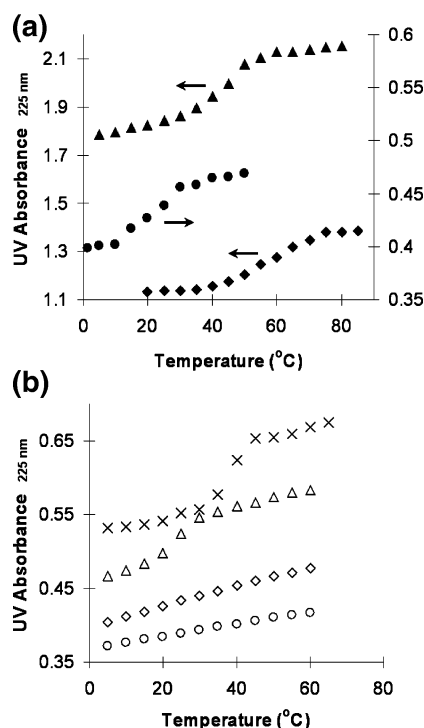 (a)
2.1
1.9
1.7
1.5
1.3
1.1
UV Absorbance 225 nm
0.6
0.55
0.5
0.45
0.4
0.35
0 20 40 60 80
Temperature (°C)
(b)
0.65
0.55
0.45
0.35
UV Absorbance 225 nm
0 20 40 60 80
Temperature (°C)